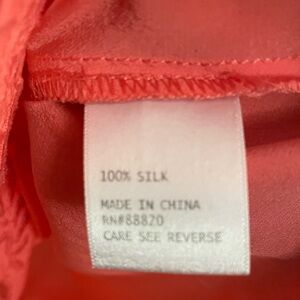 100% SILK
MADE IN CHINA
RN#88820
CARE SEE REVERSE